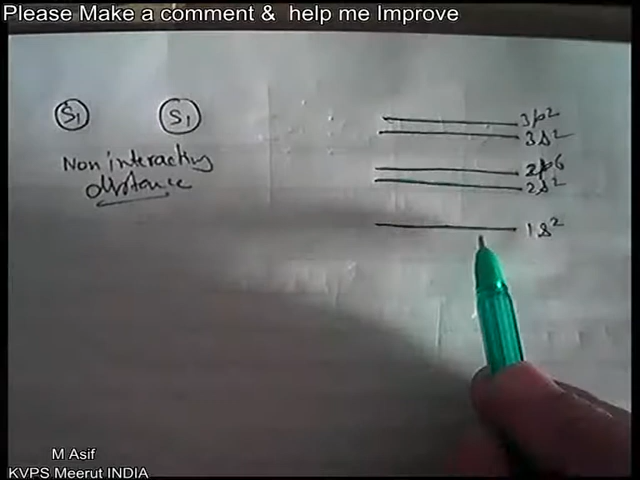 Please Make a comment & help me Improve
S1 S1
Non interacting
distance
3p2
3s2
2p6
2s2
1s2
M Asif
KVPS Meerut INDIA